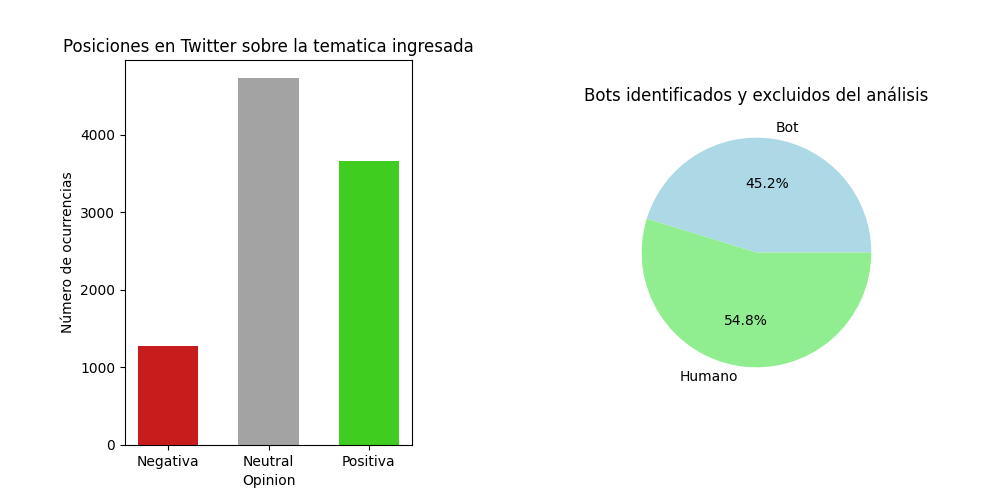 Posiciones en Twitter sobre la tematica ingresada
Número de ocurrencias
4000
3000
2000
1000
0
Negativa
Neutral
Positiva
Opinion
Bots identificados y excluidos del análisis
Bot
45.2%
54.8%
Humano